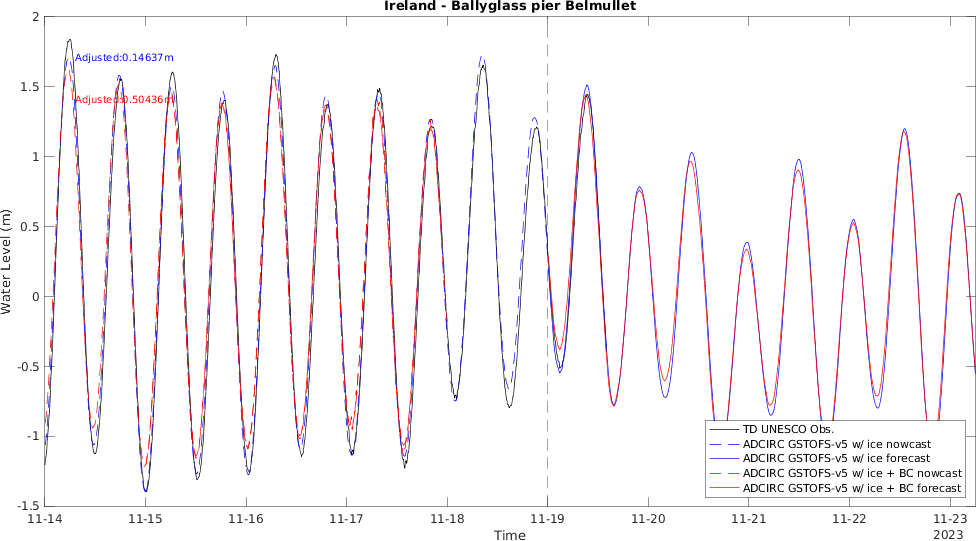 Ireland - Ballyglass pier Belmullet
2
Adjusted:0.14637m
1.5
Adjusted:0.50436m
1
0.5
Water Level (m)
0
-0.5
-1
TD UNESCO Obs.
ADCIRC GSTOFS-v5 w/ ice nowcast
ADCIRC GSTOFS-v5 w/ ice forecast
ADCIRC GSTOFS-v5 w/ ice + BC nowcast
ADCIRC GSTOFS-v5 w/ ice + BC forecast
-1.5
11-14 11-15 11-16 11-17 11-18 11-19 11-20 11-21 11-22 11-23
Time
2023